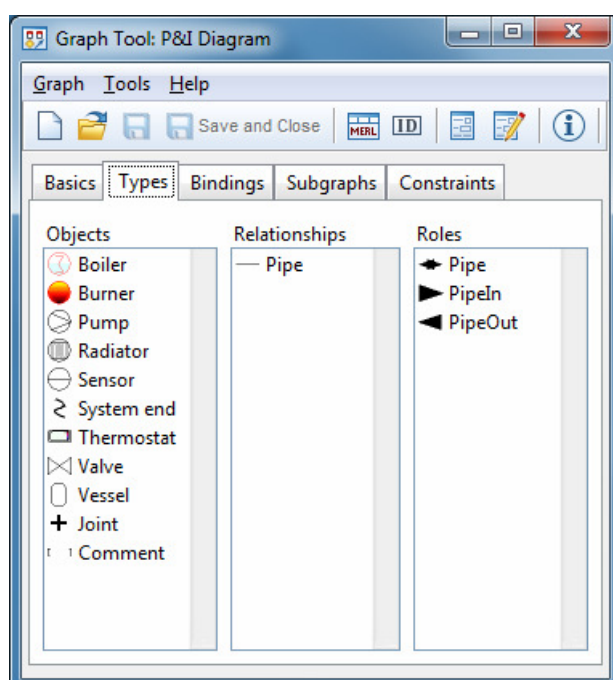 Graph Tool: P&I Diagram
Graph Tools Help
Save and Close MERL ID
Basics Types Bindings Subgraphs Constraints
Objects Relationships Roles
Boiler Pipe Pipe
Burner PipeIn
Pump PipeOut
Radiator
Sensor
System end
Thermostat
Valve
Vessel
Joint
Comment